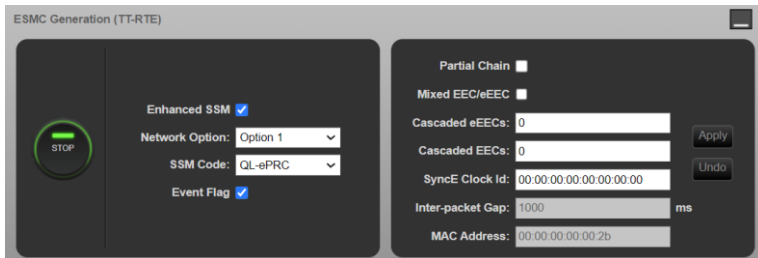 ESMC Generation (TT-RTE)
STOP
Enhanced SSM
Network Option: Option 1
SSM Code: QL-ePRC
Event Flag
Partial Chain
Mixed EEC/eEEC
Cascaded eEECs: 0
Cascaded EECs: 0
SyncE Clock Id: 00:00:00:00:00:00:00:00
Inter-packet Gap: 1000 ms
MAC Address: 00:00:00:00:00:2b
Apply
Undo